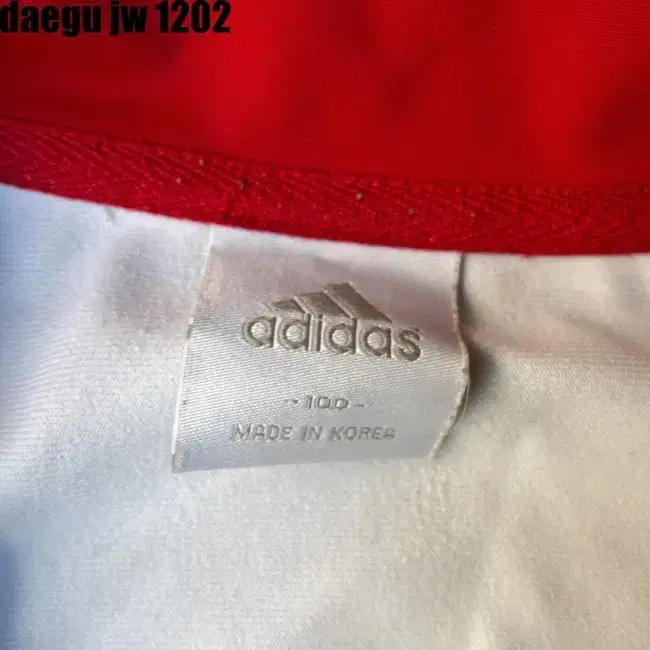 daegu jw 1202
adidas
-100-
MADE IN KOREA